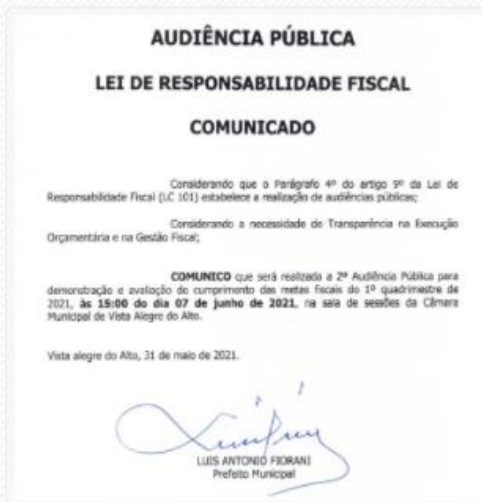 AUDIÊNCIA PÚBLICA
LEI DE RESPONSABILIDADE FISCAL
COMUNICADO
Considerando que o Parágrafo 4º do artigo 9º da Lei de
Responsabilidade Fiscal (LC 101) estabelece a realização de audiências públicas;
Considerando a necessidade de Transparência na Execução
Orçamentária e na Gestão Fiscal;
COMUNICO que será realizada a 2ª Audiência Pública para
demonstração e avaliação do cumprimento das metas fiscais do 1º quadrimestre de
2021, às 15:00 do dia 07 de junho de 2021, na sala de sessões da Câmara
Municipal de Vista Alegre do Alto.
Vista alegre do Alto, 31 de maio de 2021.
LUIS ANTONIO FIORANI
Prefeito Municipal